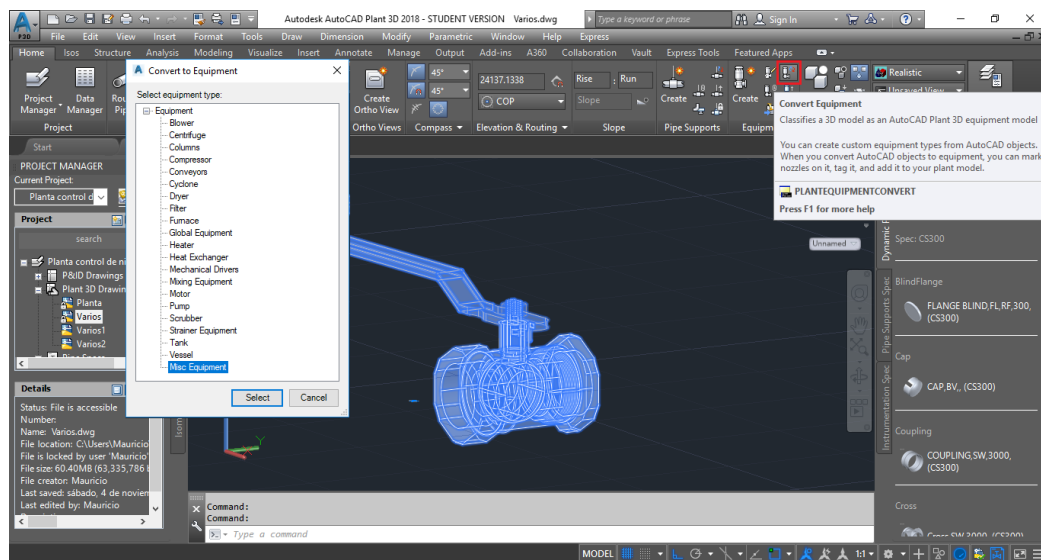 Autodesk AutoCAD Plant 3D 2018 - STUDENT VERSION Varios.dwg
Type a keyword or phrase
Sign In
P3D
File Edit View Insert Format Tools Draw Dimension Modify Parametric Window Help Express
Home Isos Structure Analysis Modeling Visualize Insert Annotate Manage Output Add-ins A360 Collaboration Vault Express Tools Featured Apps
Project Manager
Data Manager
Create Ortho View
45°
45°
24137.1338
COP
Rise : Run
Slope
Create
Create
Realistic
Unsaved View
Project
Ortho Views
Compass
Elevation & Routing
Slope
Pipe Supports
Equipm
Start
Convert to Equipment
Select equipment type:
Equipment
Blower
Centrifuge
Columns
Compressor
Conveyors
Cyclone
Dryer
Filter
Furnace
Global Equipment
Heater
Heat Exchanger
Mechanical Drivers
Mixing Equipment
Motor
Pump
Scrubber
Strainer Equipment
Tank
Vessel
Misc Equipment
Select Cancel
Convert Equipment
Classifies a 3D model as an AutoCAD Plant 3D equipment model
You can create custom equipment types from AutoCAD objects.
When you convert AutoCAD objects to equipment, you can mark
nozzles on it, tag it, and add it to your plant model.
PLANTEQUIPMENTCONVERT
Press F1 for more help
PROJECT MANAGER
Current Project:
Planta control d
Project
search
Planta control de ni
P&ID Drawings
Plant 3D Drawin
Planta
Varios
Varios1
Varios2
Details
Status: File is accessible
Number:
Name: Varios.dwg
File location: C:\Users\Mauricio
File is locked by user 'Mauricio'
File size: 60.40MB (63,335,786 b
File creator: Mauricio
Last saved: sábado, 4 de noviem
Last edited by: Mauricio
Isom
Y
Unnamed
Dynamic P
Pipe Supports Spec
Instrumentation Spec
Spec: CS300
BlindFlange
FLANGE BLIND,FL,RF,300,
(CS300)
Cap
CAP,BV,, (CS300)
Coupling
COUPLING,SW,3000,
(CS300)
Cross
Cross SW 3000 (CS300)
Command:
Command:
Type a command
MODEL
1:1